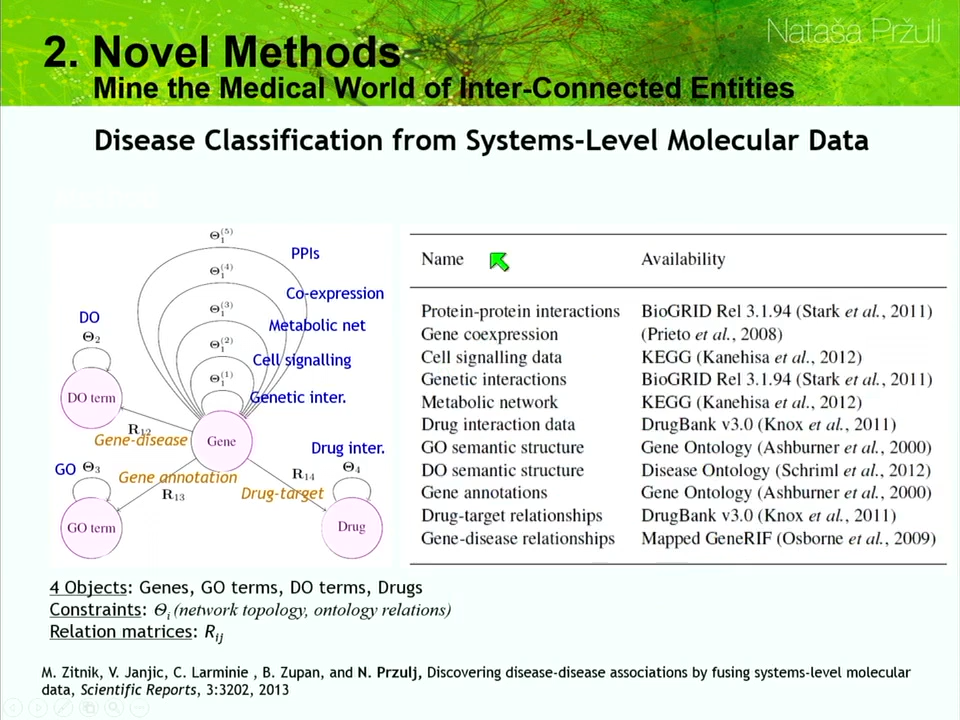 Nataša Pržulj
2. Novel Methods
Mine the Medical World of Inter-Connected Entities
Disease Classification from Systems-Level Molecular Data
Method
Θ₁⁽⁵⁾
PPIs
Θ₁⁽⁴⁾
Co-expression
Θ₁⁽³⁾
Metabolic net
DO
Θ₂
Θ₁⁽²⁾
Cell signalling
Θ₁⁽¹⁾
Genetic inter.
DO term
R₁₂
Gene-disease
Gene
Drug inter.
GO Θ₃
Gene annotation
R₁₄
Θ₄
R₁₃
Drug-target
GO term
Drug
Name Availability
Protein-protein interactions BioGRID Rel 3.1.94 (Stark et al., 2011)
Gene coexpression (Prieto et al., 2008)
Cell signalling data KEGG (Kanehisa et al., 2012)
Genetic interactions BioGRID Rel 3.1.94 (Stark et al., 2011)
Metabolic network KEGG (Kanehisa et al., 2012)
Drug interaction data DrugBank v3.0 (Knox et al., 2011)
GO semantic structure Gene Ontology (Ashburner et al., 2000)
DO semantic structure Disease Ontology (Schriml et al., 2012)
Gene annotations Gene Ontology (Ashburner et al., 2000)
Drug-target relationships DrugBank v3.0 (Knox et al., 2011)
Gene-disease relationships Mapped GeneRIF (Osborne et al., 2009)
4 Objects: Genes, GO terms, DO terms, Drugs
Constraints: Θᵢ (network topology, ontology relations)
Relation matrices: Rᵢⱼ
M. Zitnik, V. Janjic, C. Larminie , B. Zupan, and N. Przulj, Discovering disease-disease associations by fusing systems-level molecular
data, Scientific Reports, 3:3202, 2013